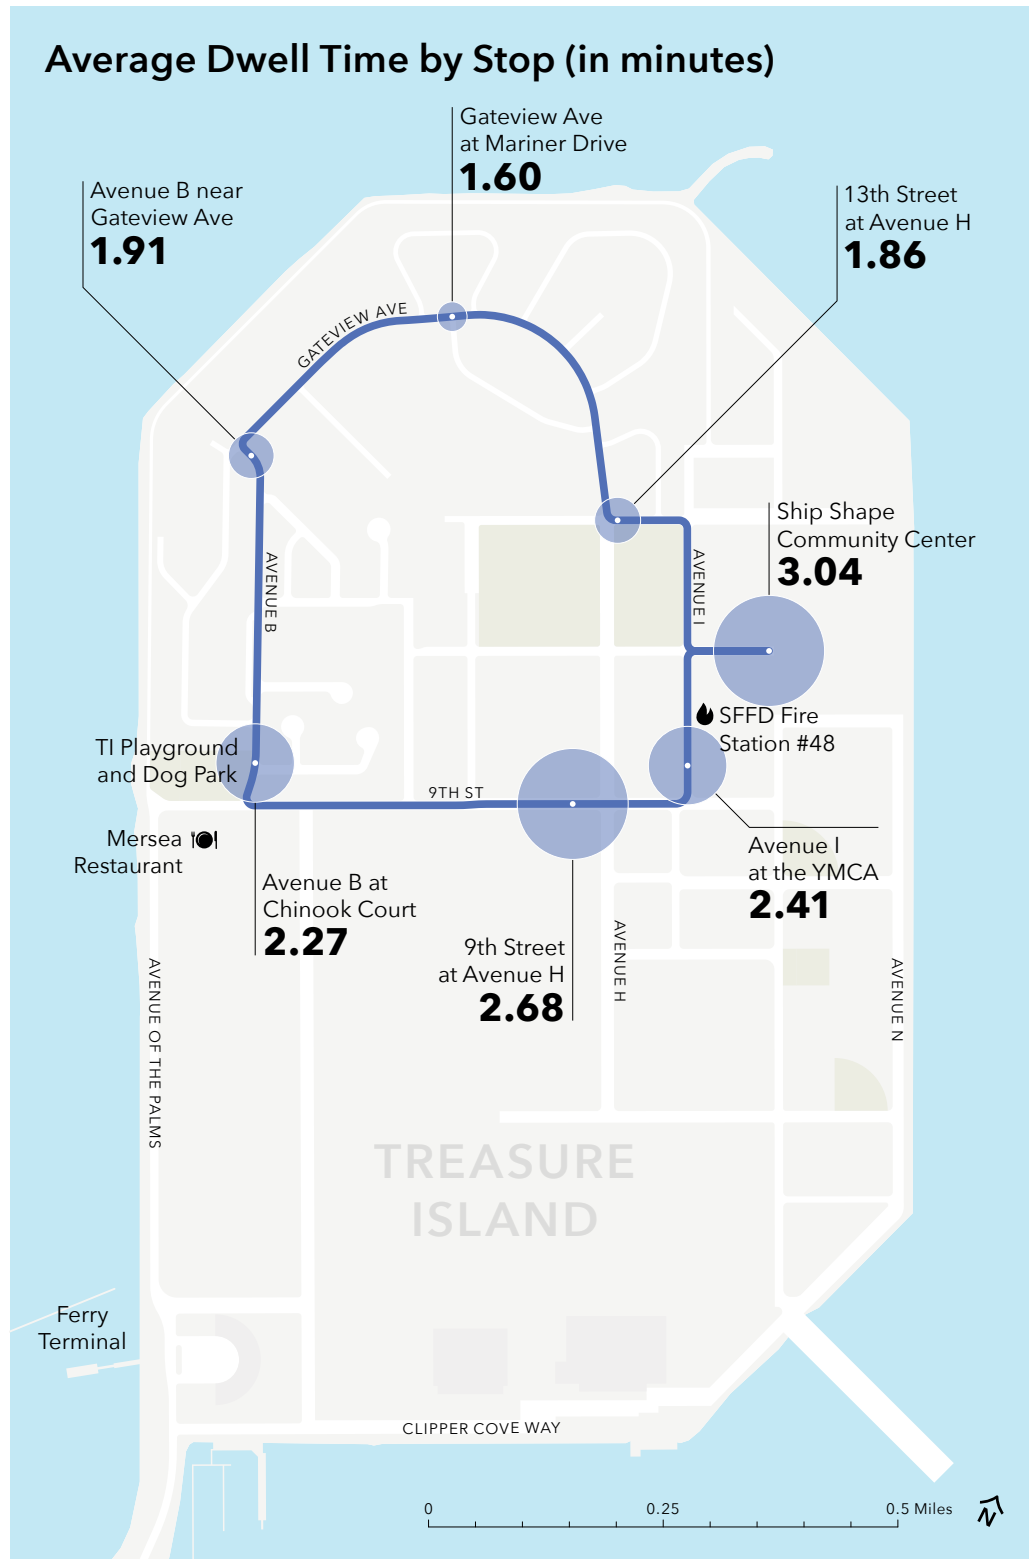 Average Dwell Time by Stop (in minutes)
Gateview Ave
at Mariner Drive
1.60
Avenue B near
Gateview Ave
1.91
13th Street
at Avenue H
1.86
GATEVIEW AVE
Ship Shape
Community Center
3.04
AVENUE B
AVENUE I
SFFD Fire
Station #48
TI Playground
and Dog Park
9TH ST
Mersea
Restaurant
Avenue I
at the YMCA
2.41
Avenue B at
Chinook Court
2.27
9th Street
at Avenue H
2.68
AVENUE H
AVENUE OF THE PALMS
AVENUE N
TREASURE
ISLAND
Ferry
Terminal
CLIPPER COVE WAY
0 0.25 0.5 Miles
N